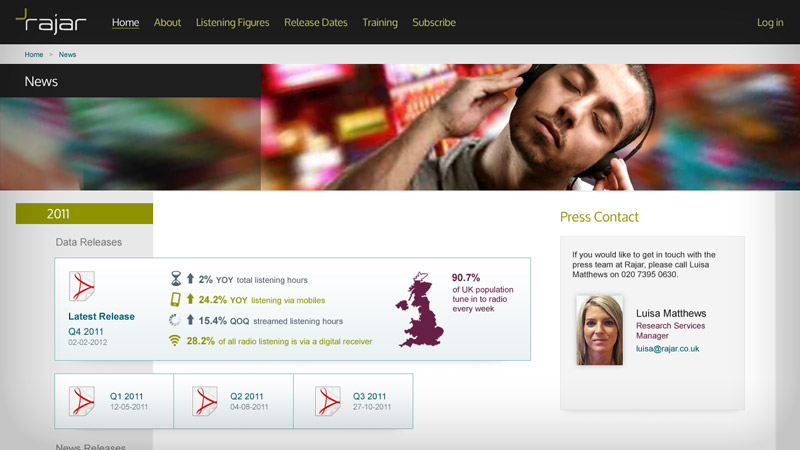 rajar
Home About Listening Figures Release Dates Training Subscribe Log in
Home > News
News
2011
Data Releases
Latest Release
Q4 2011
02-02-2012
2% YOY total listening hours
24.2% YOY listening via mobiles
15.4% QOQ streamed listening hours
28.2% of all radio listening is via a digital receiver
90.7%
of UK population
tune in to radio
every week
Q1 2011
12-05-2011
Q2 2011
04-08-2011
Q3 2011
27-10-2011
News Releases
Press Contact
If you would like to get in touch with the
press team at Rajar, please call Luisa
Matthews on 020 7395 0630.
Luisa Matthews
Research Services
Manager
luisa@rajar.co.uk